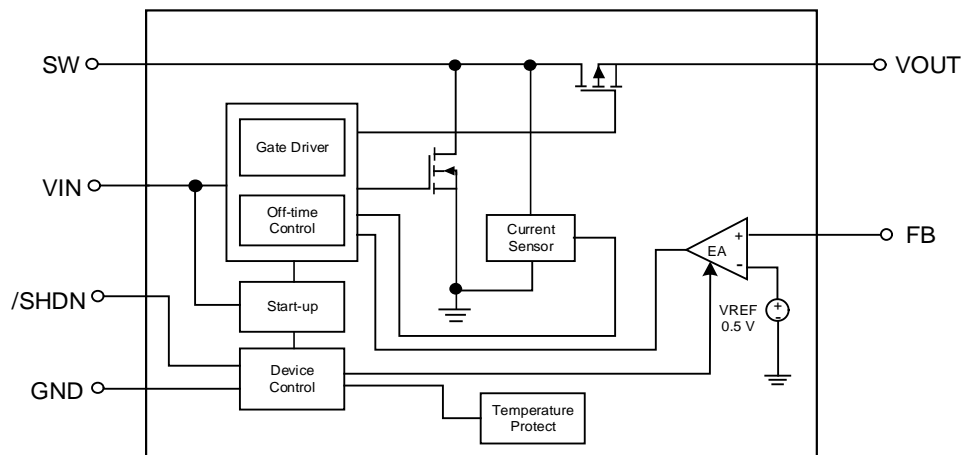 SW
VOUT
Gate Driver
VIN
Off-time
Control
Current
Sensor
+
EA
-
FB
/SHDN
Start-up
VREF
0.5 V
+
-
GND
Device
Control
Temperature
Protect